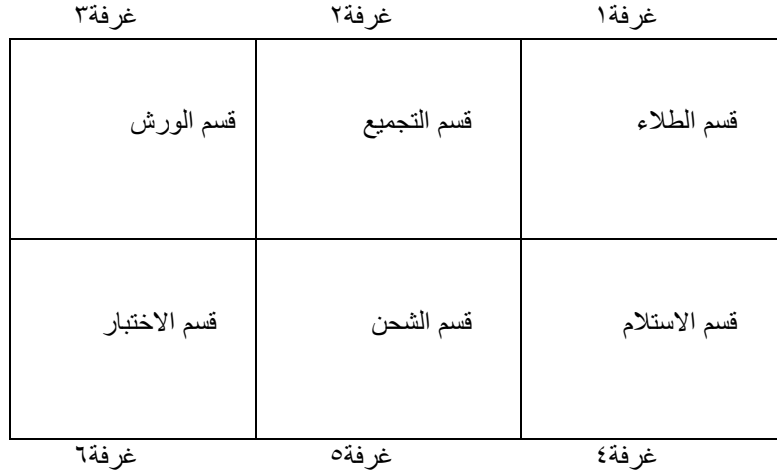 غرفة١ غرفة٢ غرفة٣
قسم الطلاء قسم التجميع قسم الورش
قسم الاستلام قسم الشحن قسم الاختبار
غرفة٤ غرفة٥ غرفة٦